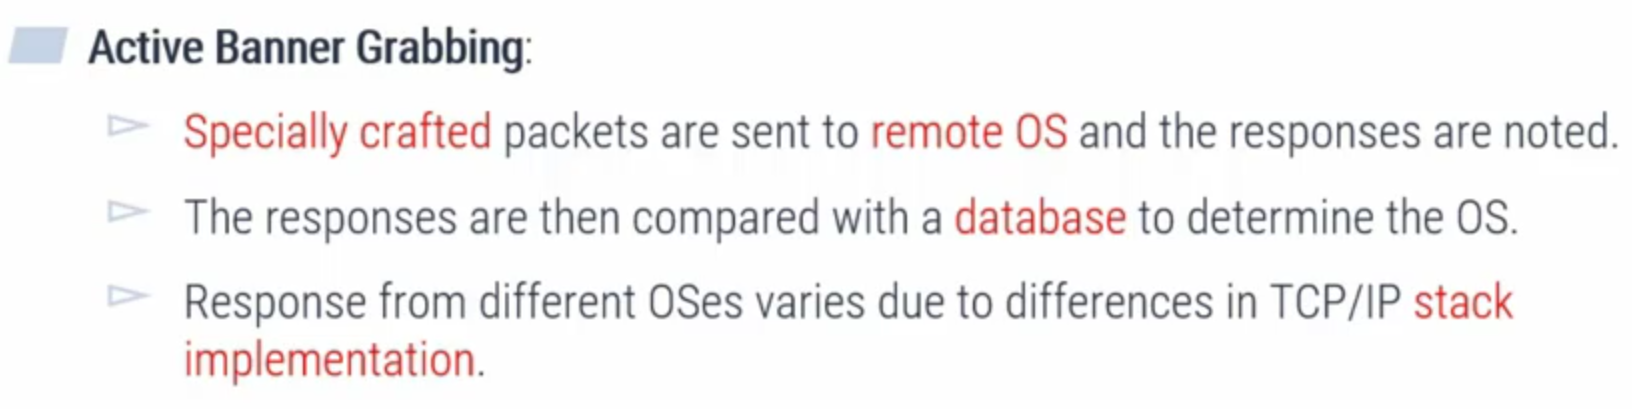 Active Banner Grabbing:
Specially crafted packets are sent to remote OS and the responses are noted.
The responses are then compared with a database to determine the OS.
Response from different OSes varies due to differences in TCP/IP stack
implementation.